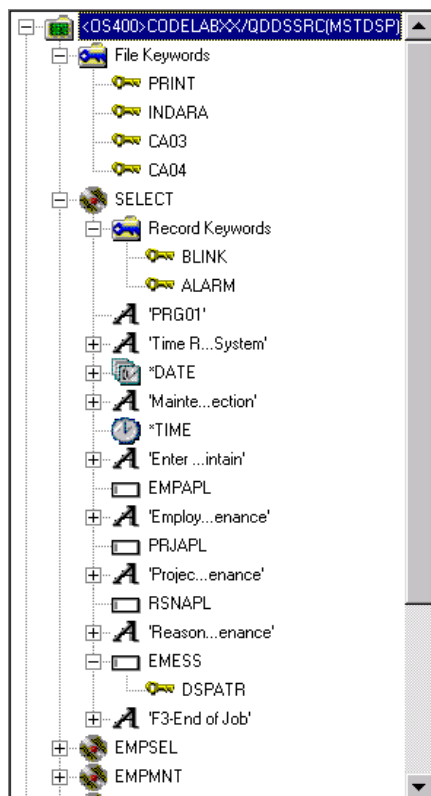 <OS400>CODELABXX/QDDSSRC(MSTDSP)
File Keywords
PRINT
INDARA
CA03
CA04
SELECT
Record Keywords
BLINK
ALARM
'PRG01'
'Time R...System'
*DATE
'Mainte...ection'
*TIME
'Enter ...intain'
EMPAPL
'Employ...enance'
PRJAPL
'Projec...enance'
RSNAPL
'Reason...enance'
EMESS
DSPATR
'F3-End of Job'
EMPSEL
EMPMNT